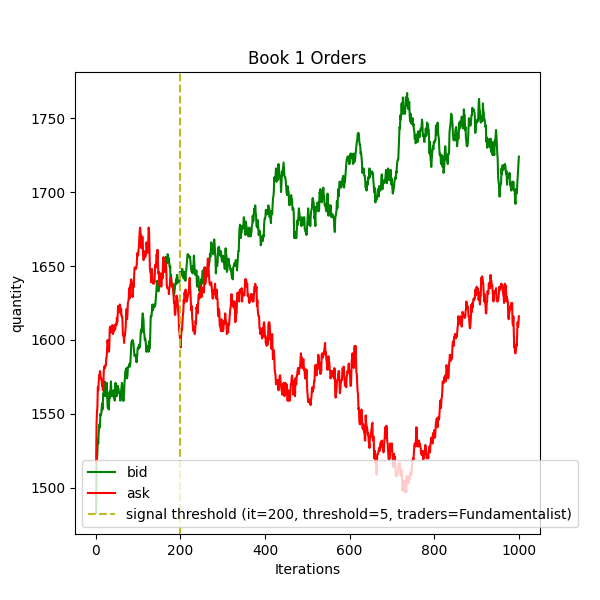 Book 1 Orders
quantity
1750
1700
1650
1600
1550
1500
bid
ask
signal threshold (it=200, threshold=5, traders=Fundamentalist)
0 200 400 600 800 1000
Iterations